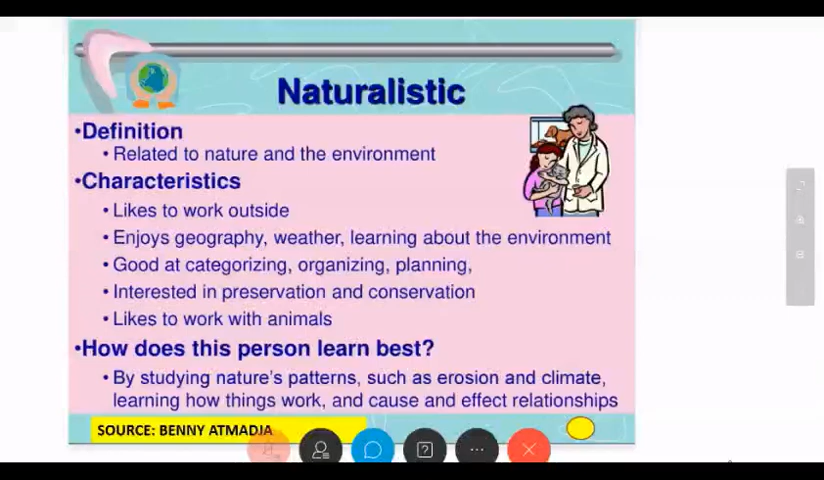 Naturalistic
•Definition
• Related to nature and the environment
•Characteristics
• Likes to work outside
• Enjoys geography, weather, learning about the environment
• Good at categorizing, organizing, planning,
• Interested in preservation and conservation
• Likes to work with animals
•How does this person learn best?
• By studying nature's patterns, such as erosion and climate,
learning how things work, and cause and effect relationships
SOURCE: BENNY ATMADJA